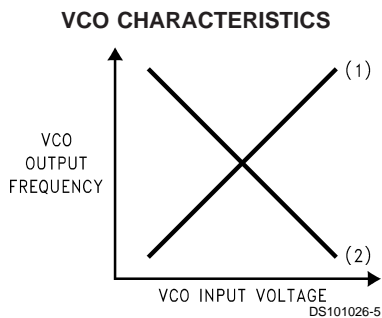 VCO CHARACTERISTICS
(1)
VCO
OUTPUT
FREQUENCY
(2)
VCO INPUT VOLTAGE
DS101026-5